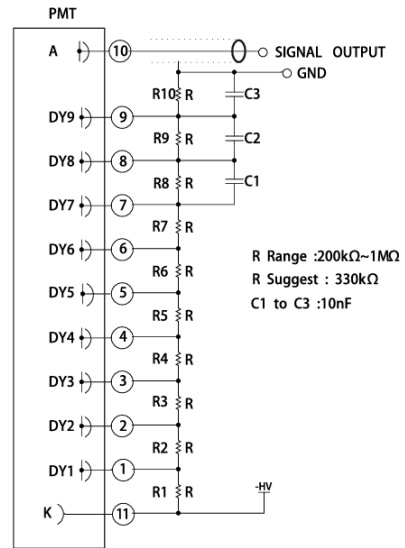 PMT
A 10 SIGNAL OUTPUT
GND
R10 R C3
DY9 9
R9 R C2
DY8 8
R8 R C1
DY7 7
R7 R
DY6 6
R Range :200kΩ~1MΩ
R6 R
R Suggest : 330kΩ
DY5 5
C1 to C3 :10nF
R5 R
DY4 4
R4 R
DY3 3
R3 R
DY2 2
R2 R
DY1 1
R1 R -HV
K 11